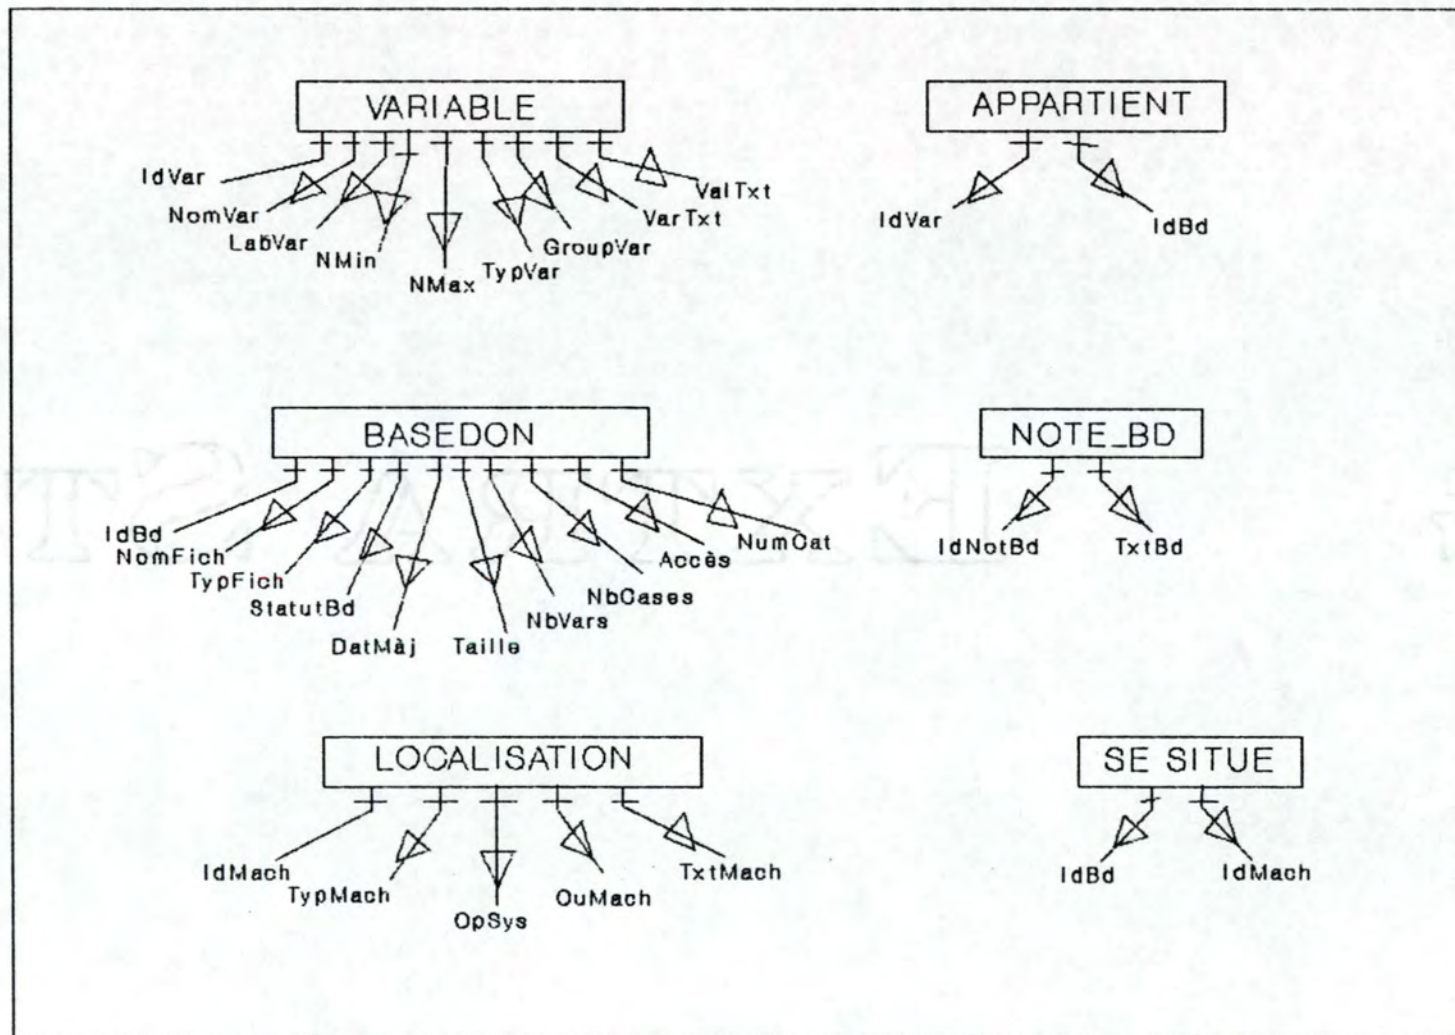 VARIABLE
IdVar
NomVar
LabVar
NMin
NMax
TypVar
GroupVar
VarTxt
ValTxt
APPARTIENT
IdVar
IdBd
BASEDON
IdBd
NomFich
TypFich
StatutBd
DatMàj
Taille
NbVars
NbCases
Accès
NumCat
NOTE_BD
IdNotBd
TxtBd
LOCALISATION
IdMach
TypMach
OpSys
OuMach
TxtMach
SE SITUE
IdBd
IdMach